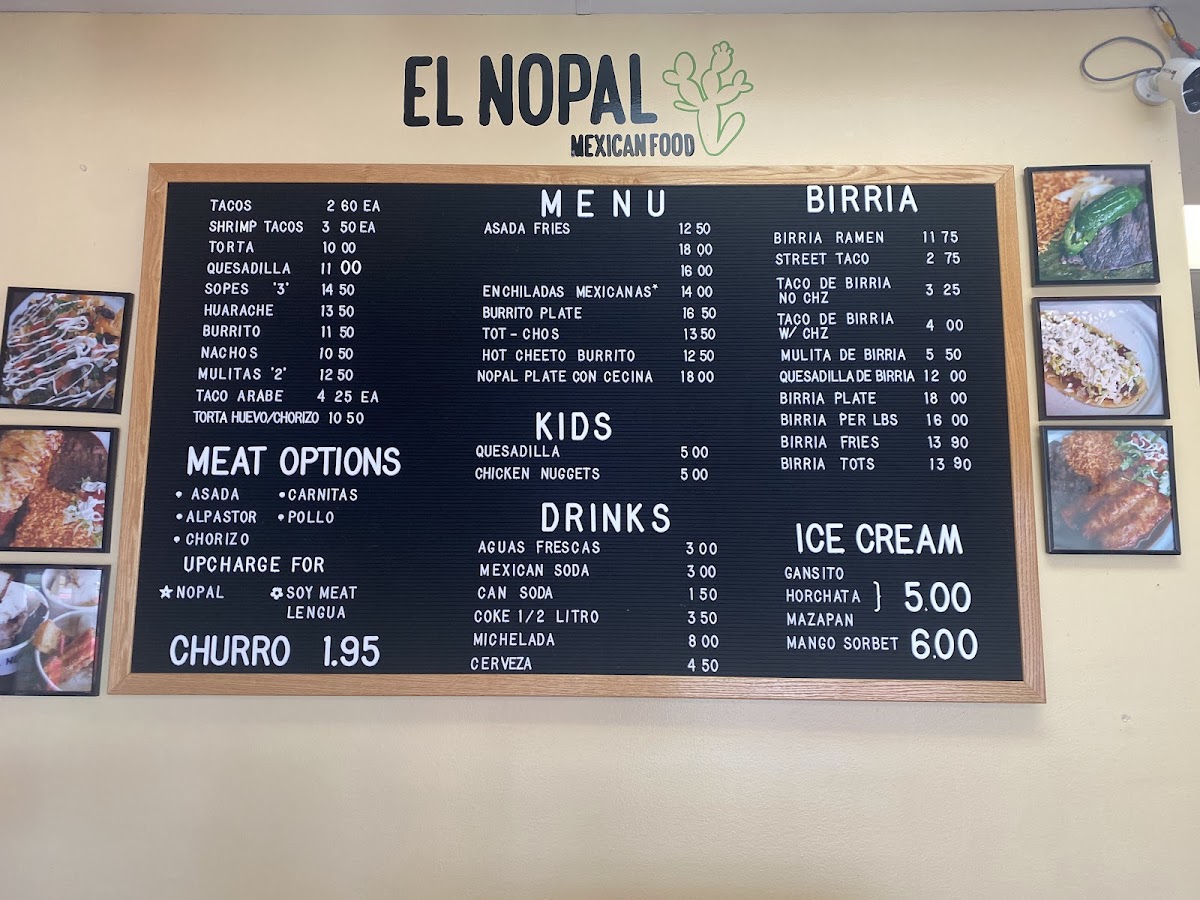 EL NOPAL
MEXICAN FOOD
TACOS 2 60 EA
SHRIMP TACOS 3 50 EA
TORTA 10 00
QUESADILLA 11 00
SOPES '3' 14 50
HUARACHE 13 50
BURRITO 11 50
NACHOS 10 50
MULITAS '2' 12 50
TACO ARABE 4 25 EA
TORTA HUEVO/CHORIZO 10 50
MEAT OPTIONS
• ASADA • CARNITAS
• ALPASTOR • POLLO
• CHORIZO
UPCHARGE FOR
★ NOPAL ✿ SOY MEAT
LENGUA
CHURRO 1.95
MENU
ASADA FRIES 12 50
18 00
16 00
ENCHILADAS MEXICANAS* 14 00
BURRITO PLATE 16 50
TOT-CHOS 13 50
HOT CHEETO BURRITO 12 50
NOPAL PLATE CON CECINA 18 00
KIDS
QUESADILLA 5 00
CHICKEN NUGGETS 5 00
DRINKS
AGUAS FRESCAS 3 00
MEXICAN SODA 3 00
CAN SODA 1 50
COKE 1/2 LITRO 3 50
MICHELADA 8 00
CERVEZA 4 50
BIRRIA
BIRRIA RAMEN 11 75
STREET TACO 2 75
TACO DE BIRRIA
NO CHZ 3 25
TACO DE BIRRIA
W/ CHZ 4 00
MULITA DE BIRRIA 5 50
QUESADILLA DE BIRRIA 12 00
BIRRIA PLATE 18 00
BIRRIA PER LBS 16 00
BIRRIA FRIES 13 90
BIRRIA TOTS 13 90
ICE CREAM
GANSITO
HORCHATA } 5.00
MAZAPAN
MANGO SORBET 6.00